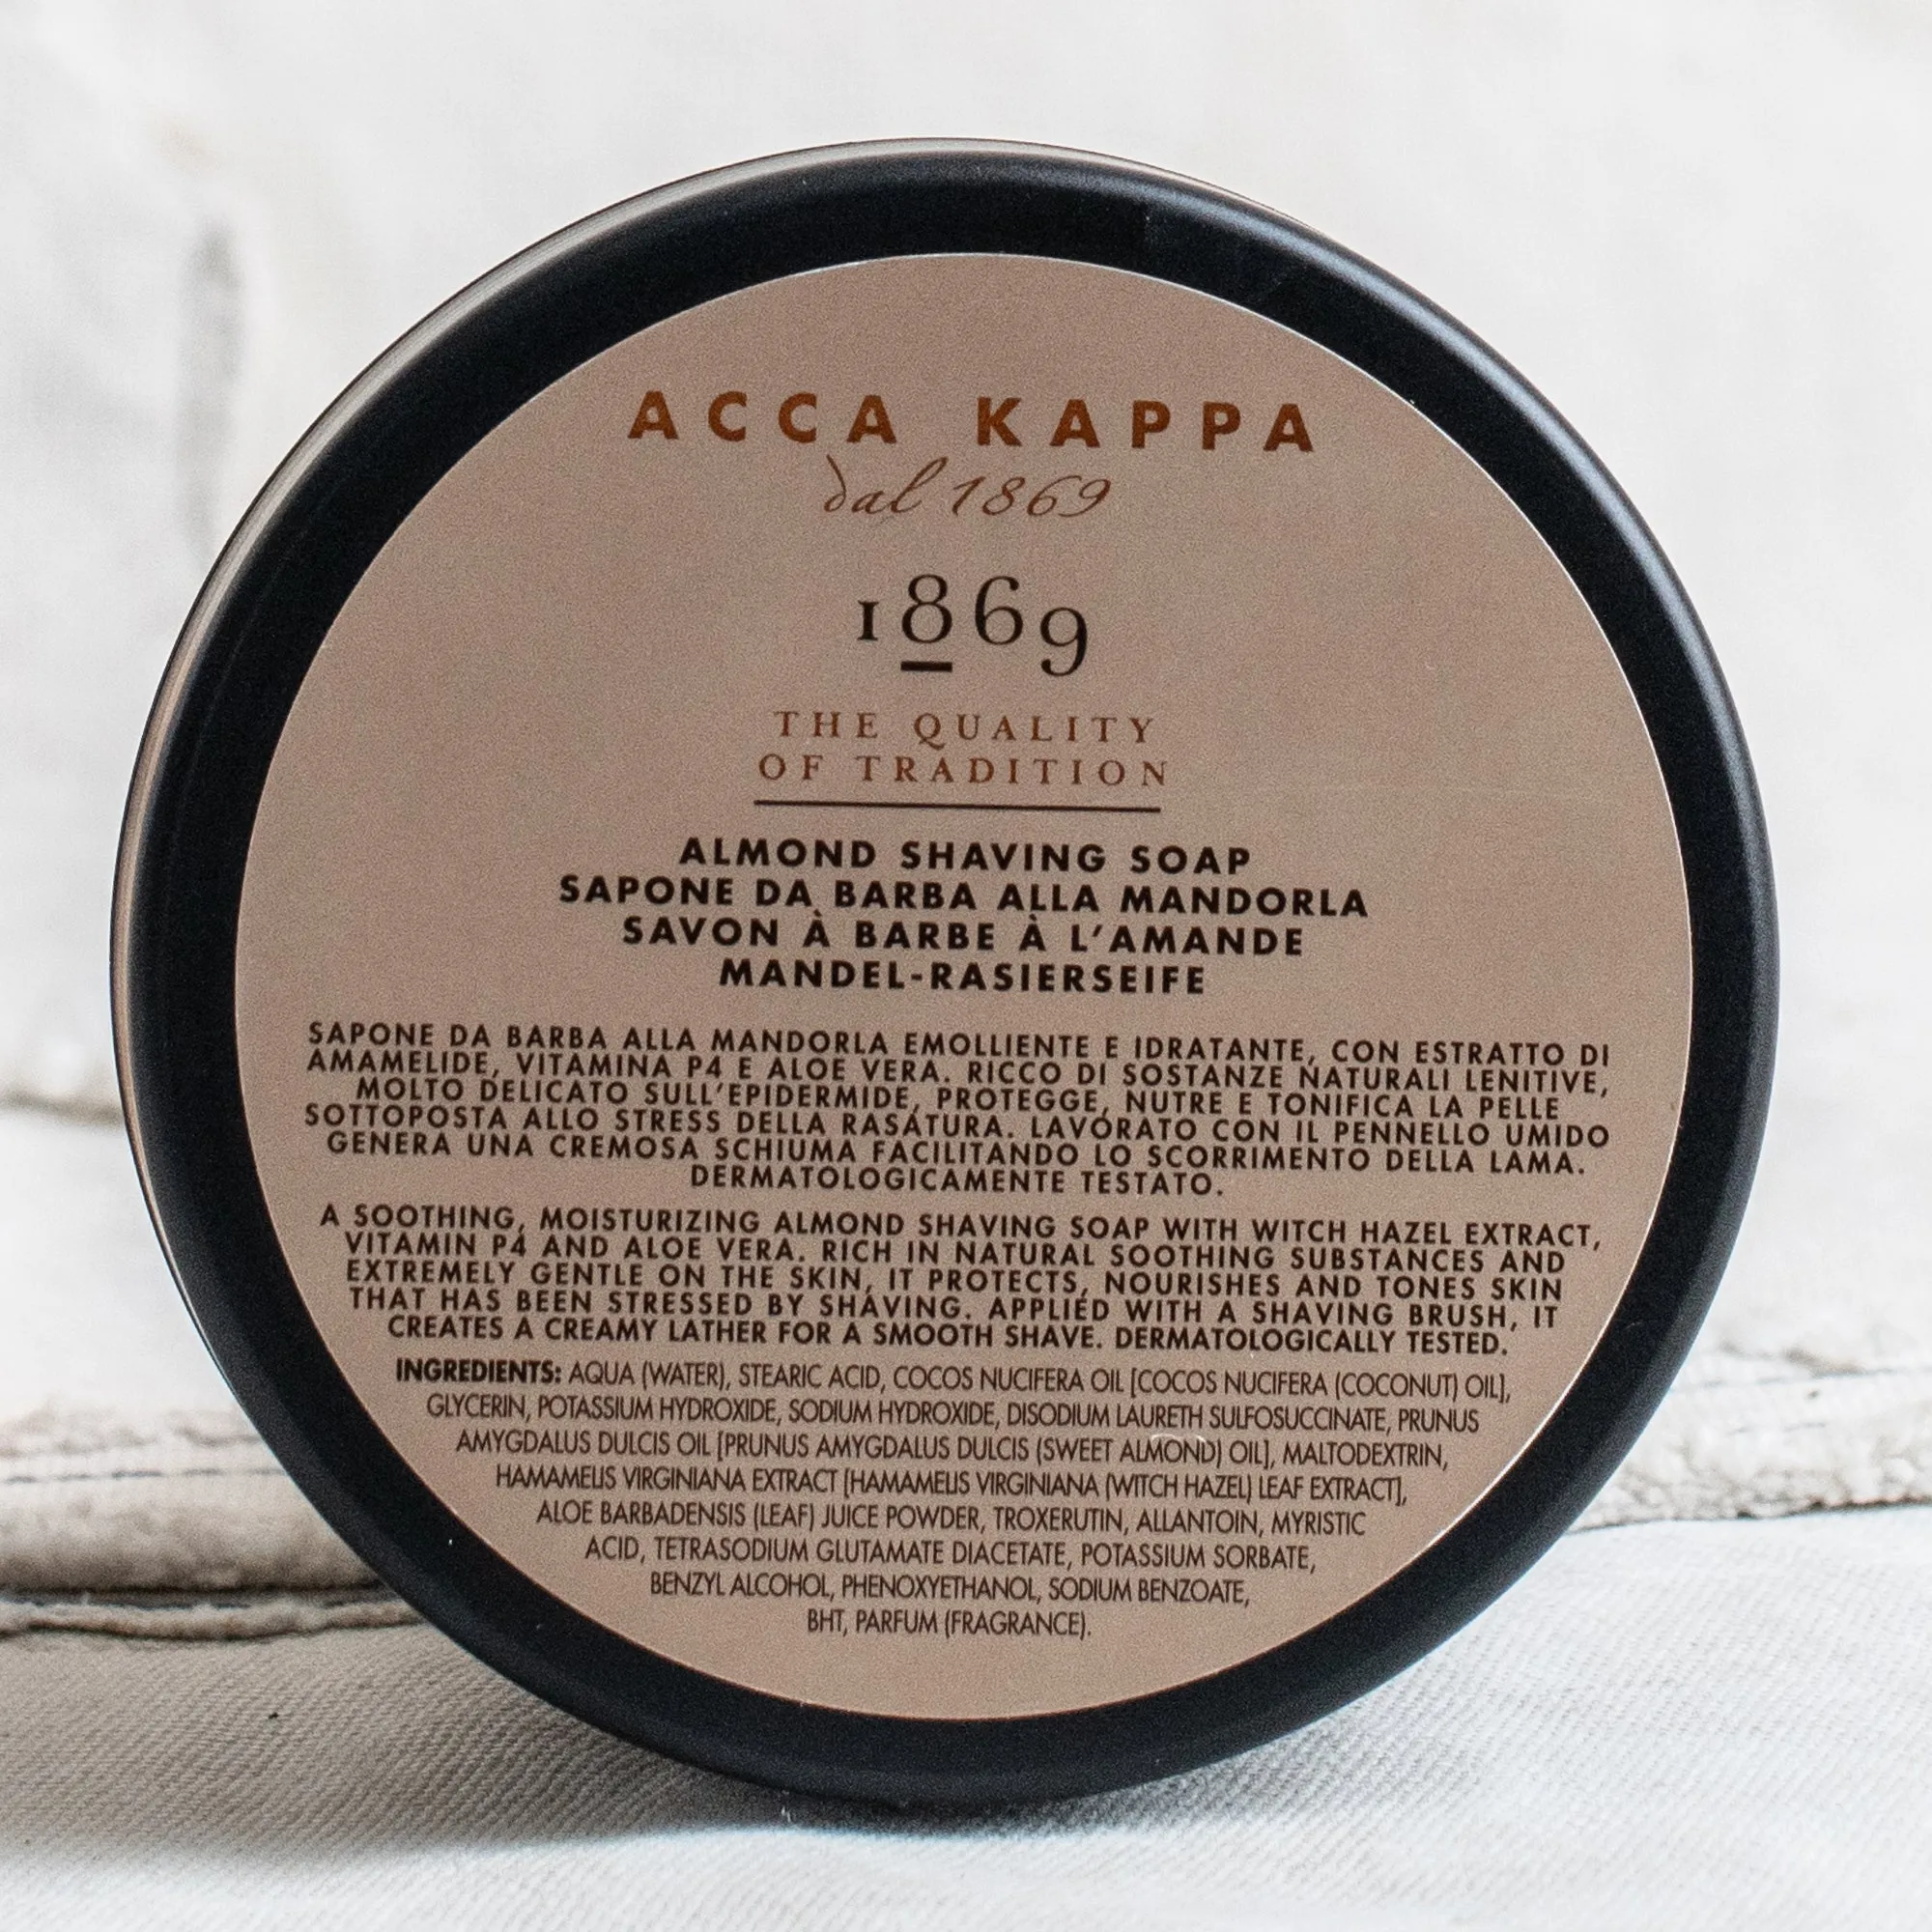 ACCA KAPPA
dal 1869
1869
THE QUALITY
OF TRADITION
ALMOND SHAVING SOAP
SAPONE DA BARBA ALLA MANDORLA
SAVON À BARBE À L'AMANDE
MANDEL-RASIERSEIFE
SAPONE DA BARBA ALLA MANDORLA EMOLLIENTE E IDRATANTE, CON ESTRATTO DI
AMAMELIDE, VITAMINA P4 E ALOE VERA. RICCO DI SOSTANZE NATURALI LENITIVE,
MOLTO DELICATO SULL'EPIDERMIDE, PROTEGGE, NUTRE E TONIFICA LA PELLE
SOTTOPOSTA ALLO STRESS DELLA RASATURA. LAVORATO CON IL PENNELLO UMIDO
GENERA UNA CREMOSA SCHIUMA FACILITANDO LO SCORRIMENTO DELLA LAMA.
DERMATOLOGICAMENTE TESTATO.
A SOOTHING, MOISTURIZING ALMOND SHAVING SOAP WITH WITCH HAZEL EXTRACT,
VITAMIN P4 AND ALOE VERA. RICH IN NATURAL SOOTHING SUBSTANCES AND
EXTREMELY GENTLE ON THE SKIN, IT PROTECTS, NOURISHES AND TONES SKIN
THAT HAS BEEN STRESSED BY SHAVING. APPLIED WITH A SHAVING BRUSH, IT
CREATES A CREAMY LATHER FOR A SMOOTH SHAVE. DERMATOLOGICALLY TESTED.
INGREDIENTS: AQUA (WATER), STEARIC ACID, COCOS NUCIFERA OIL [COCOS NUCIFERA (COCONUT) OIL],
GLYCERIN, POTASSIUM HYDROXIDE, SODIUM HYDROXIDE, DISODIUM LAURETH SULFOSUCCINATE, PRUNUS
AMYGDALUS DULCIS OIL [PRUNUS AMYGDALUS DULCIS (SWEET ALMOND) OIL], MALTODEXTRIN,
HAMAMELIS VIRGINIANA EXTRACT [HAMAMELIS VIRGINIANA (WITCH HAZEL) LEAF EXTRACT],
ALOE BARBADENSIS (LEAF) JUICE POWDER, TROXERUTIN, ALLANTOIN, MYRISTIC
ACID, TETRASODIUM GLUTAMATE DIACETATE, POTASSIUM SORBATE,
BENZYL ALCOHOL, PHENOXYETHANOL, SODIUM BENZOATE,
BHT, PARFUM (FRAGRANCE).